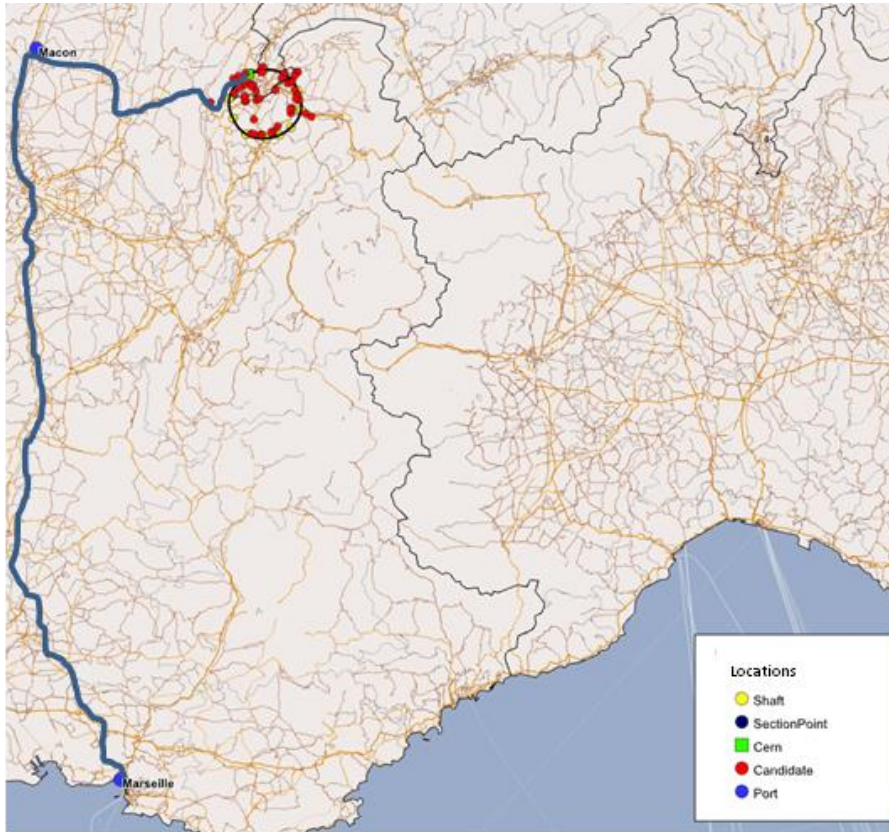 Macon
Marseille
Locations
Shaft
SectionPoint
Cern
Candidate
Port